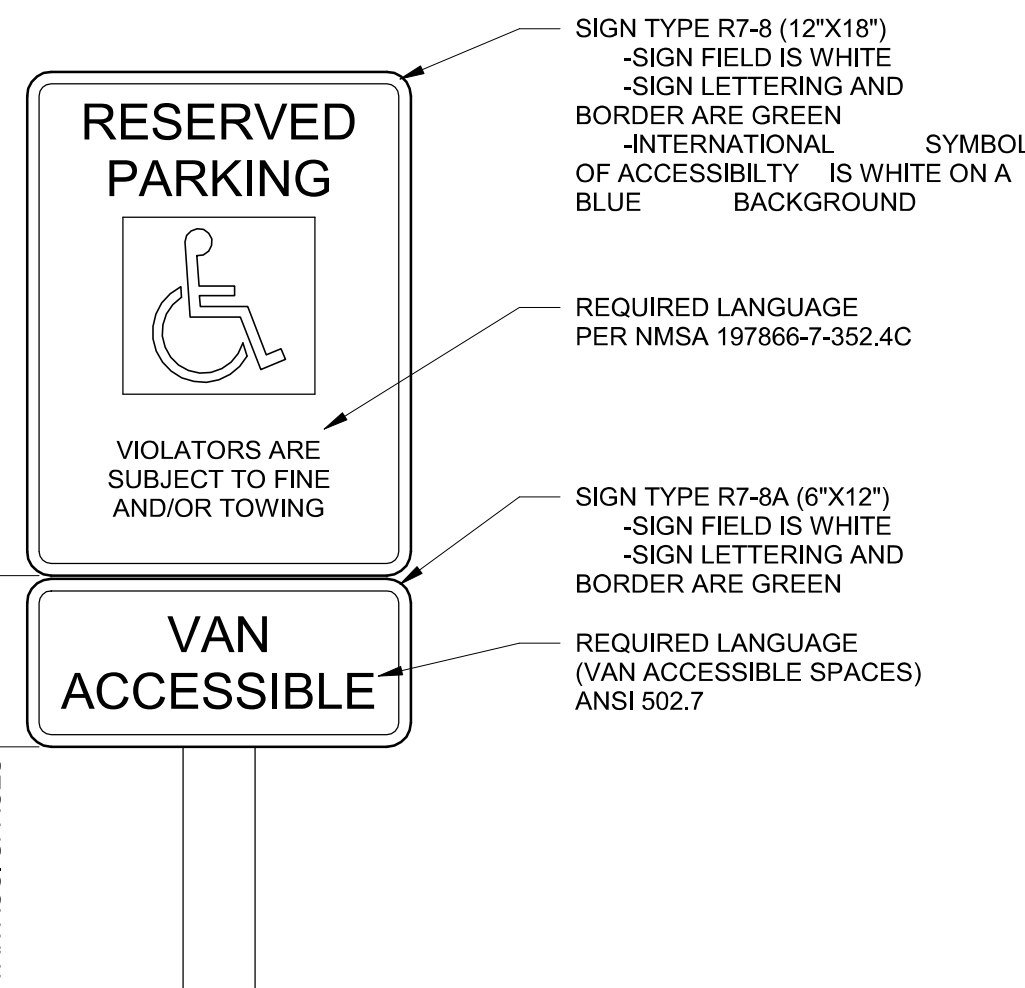 RESERVED
PARKING
VIOLATORS ARE
SUBJECT TO FINE
AND/OR TOWING
VAN
ACCESSIBLE
SIGN TYPE R7-8 (12"X18")
-SIGN FIELD IS WHITE
-SIGN LETTERING AND
BORDER ARE GREEN
-INTERNATIONAL SYMBOL
OF ACCESSIBILTY IS WHITE ON A
BLUE BACKGROUND
REQUIRED LANGUAGE
PER NMSA 197866-7-352.4C
SIGN TYPE R7-8A (6"X12")
-SIGN FIELD IS WHITE
-SIGN LETTERING AND
BORDER ARE GREEN
REQUIRED LANGUAGE
(VAN ACCESSIBLE SPACES)
ANSI 502.7